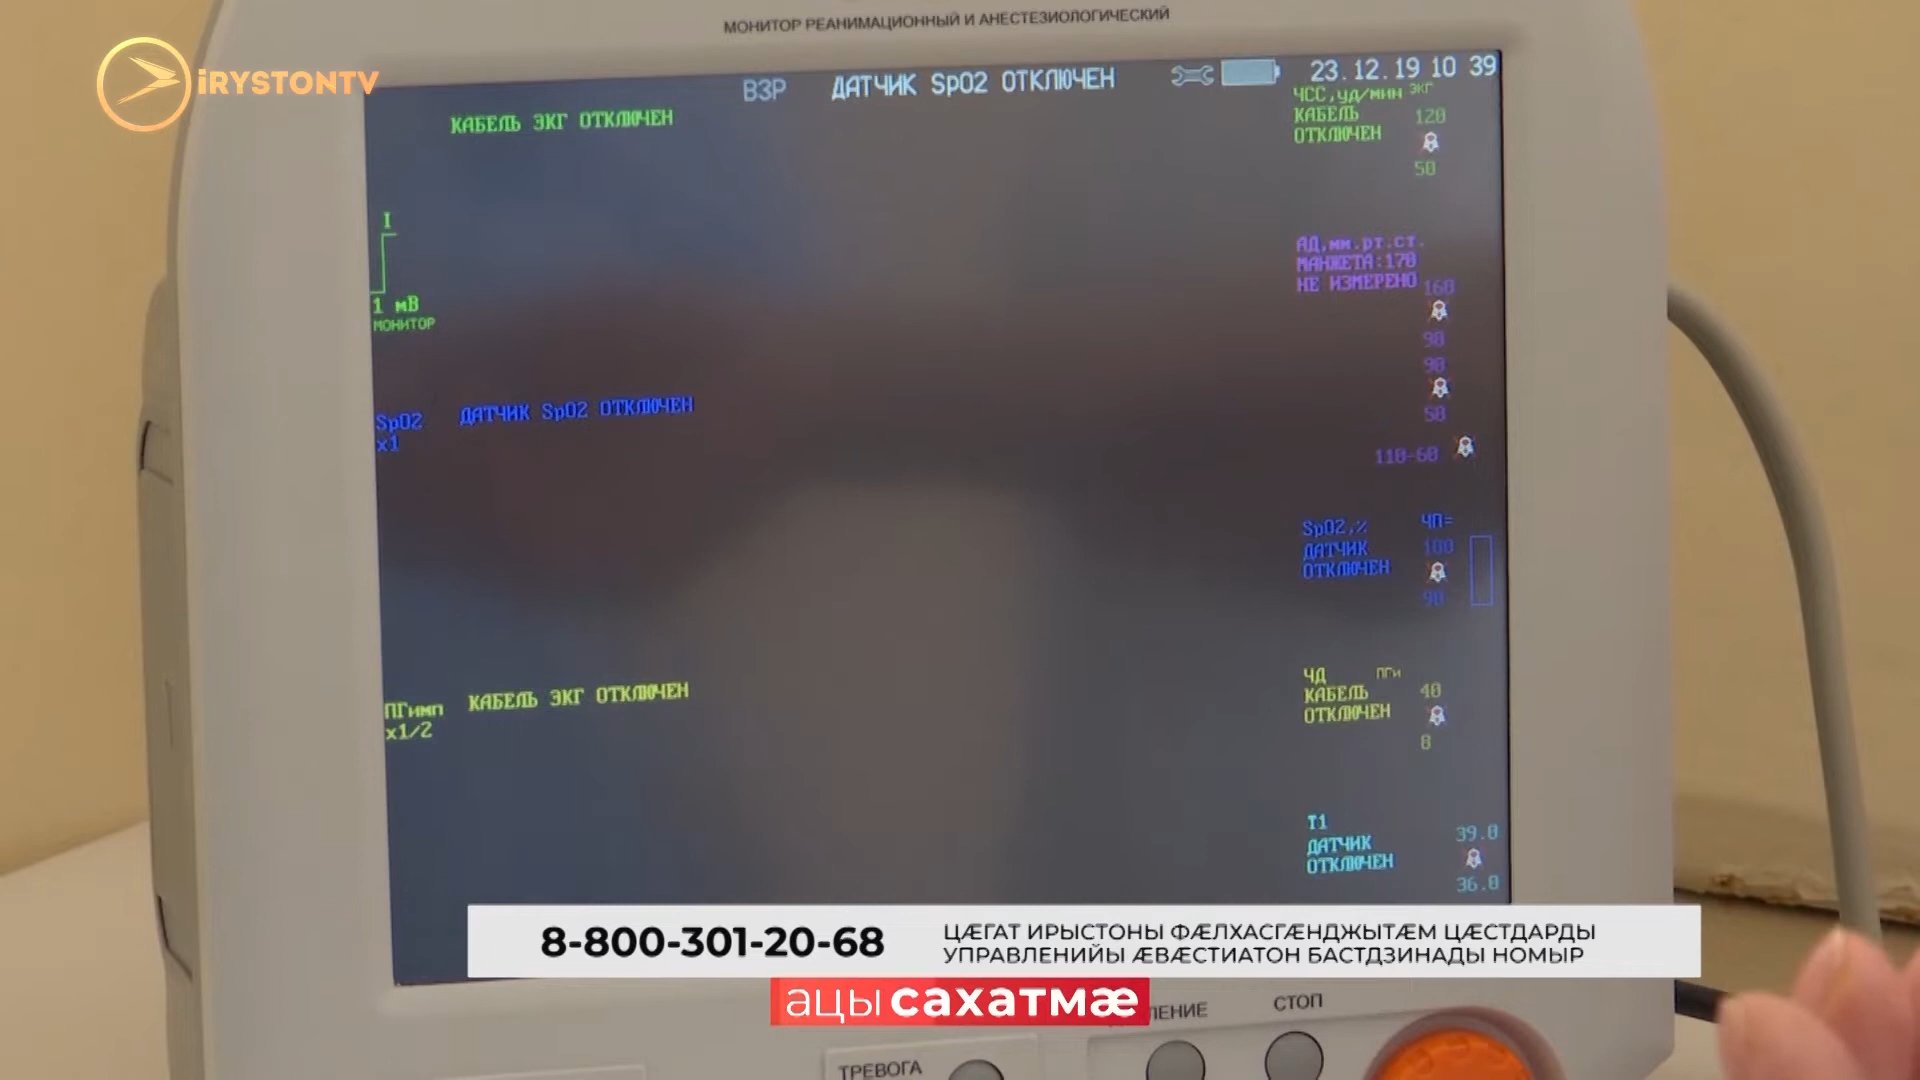 МОНИТОР РЕАНИМАЦИОННЫЙ И АНЕСТЕЗИОЛОГИЧЕСКИЙ
iRYSTONTV
ВЗР ДАТЧИК SpO2 ОТКЛЮЧЕН 23.12.19 10 39
КАБЕЛЬ ЭКГ ОТКЛЮЧЕН
ЧСС,уд/мин ЭКГ
КАБЕЛЬ 120
ОТКЛЮЧЕН
50
I
1 мВ
МОНИТОР
АД,мм.рт.ст.
МАНЖЕТА:170
НЕ ИЗМЕРЕНО 160
90
90
50
110-60
SpO2 ДАТЧИК SpO2 ОТКЛЮЧЕН
x1
SpO2,% ЧП=
ДАТЧИК 100
ОТКЛЮЧЕН
90
ПГимп КАБЕЛЬ ЭКГ ОТКЛЮЧЕН
x1/2
ЧД ПГи
КАБЕЛЬ 40
ОТКЛЮЧЕН
8
T1
ДАТЧИК 39.0
ОТКЛЮЧЕН
36.0
8-800-301-20-68
ЦÆГАТ ИРЫСТОНЫ ФÆЛХАСГÆНДЖЫТÆМ ЦÆСТДАРДЫ
УПРАВЛЕНИЙЫ ÆВÆСТИАТОН БАСТДЗИНАДЫ НОМЫР
ацы сахатмæ
СТОП
ТРЕВОГА